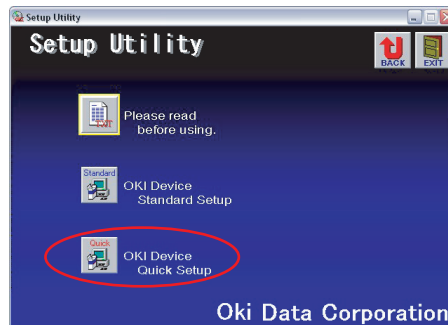 Setup Utility
Setup Utility
BACK
EXIT
TXT
Please read
before using.
Standard
OKI Device
Standard Setup
Quick
OKI Device
Quick Setup
Oki Data Corporation